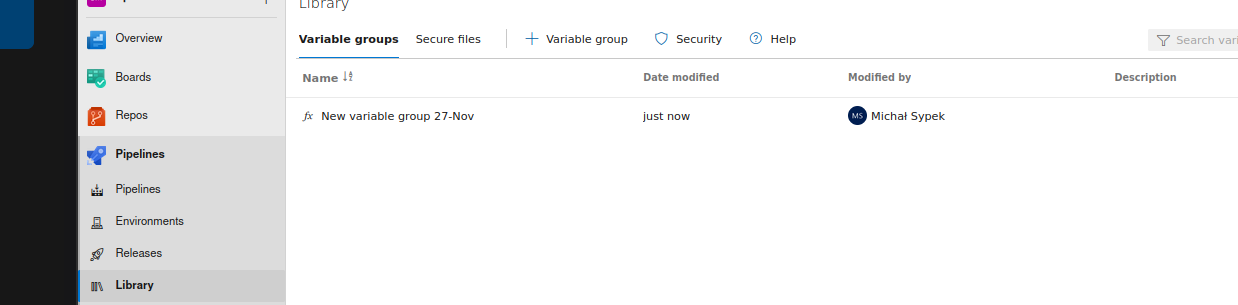 Library
Overview
Variable groups Secure files Variable group Security Help Search vari
Boards
Name Date modified Modified by Description
Repos
fx New variable group 27-Nov just now MS Michał Sypek
Pipelines
Pipelines
Environments
Releases
Library